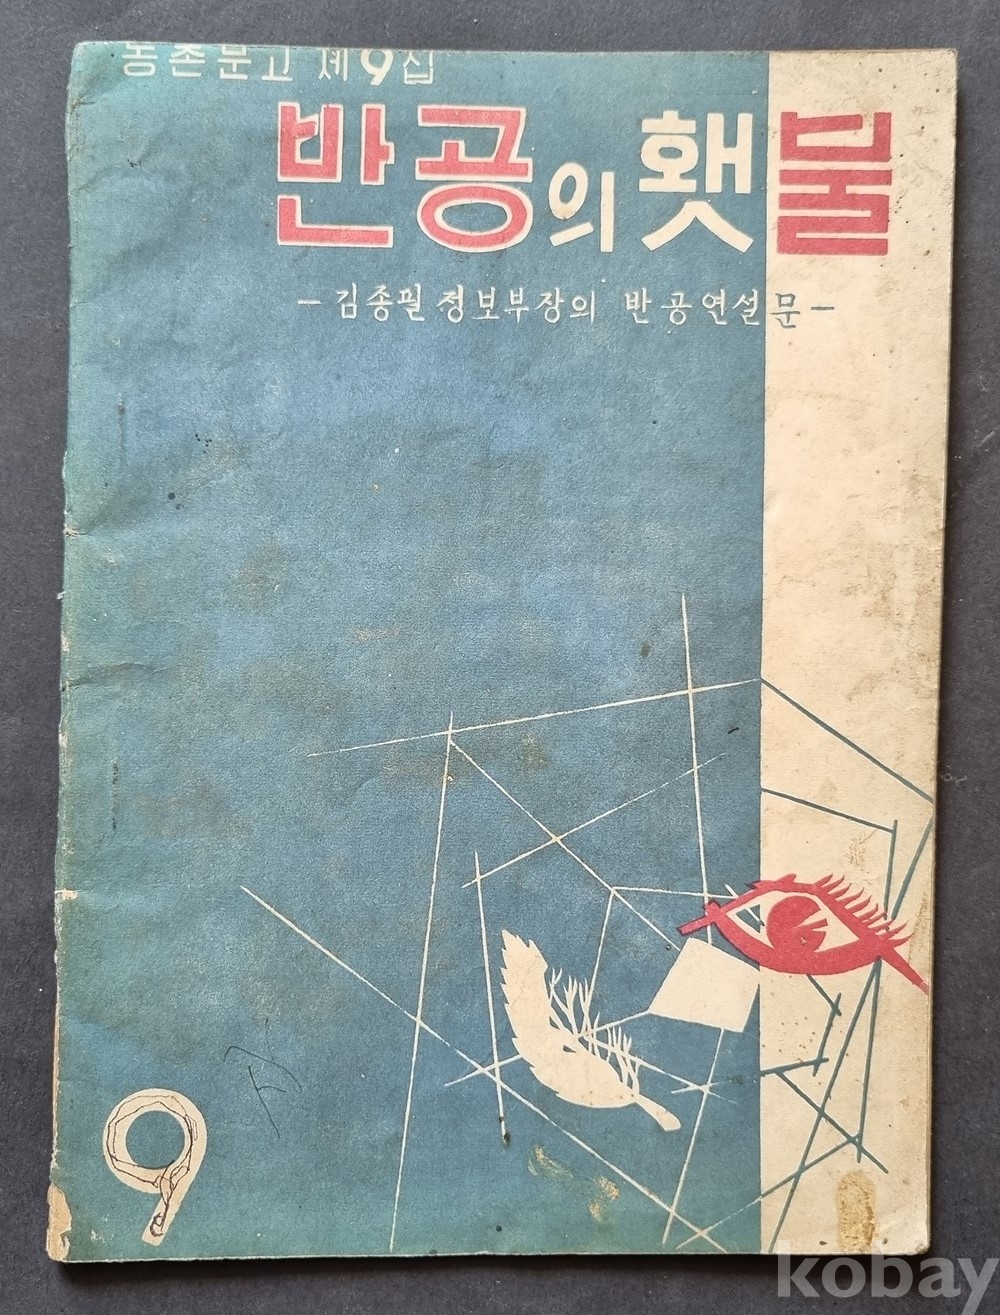 농촌문고 제9집
반공의 횃불
－김종필 정보부장의 반공연설문－
9
kobay